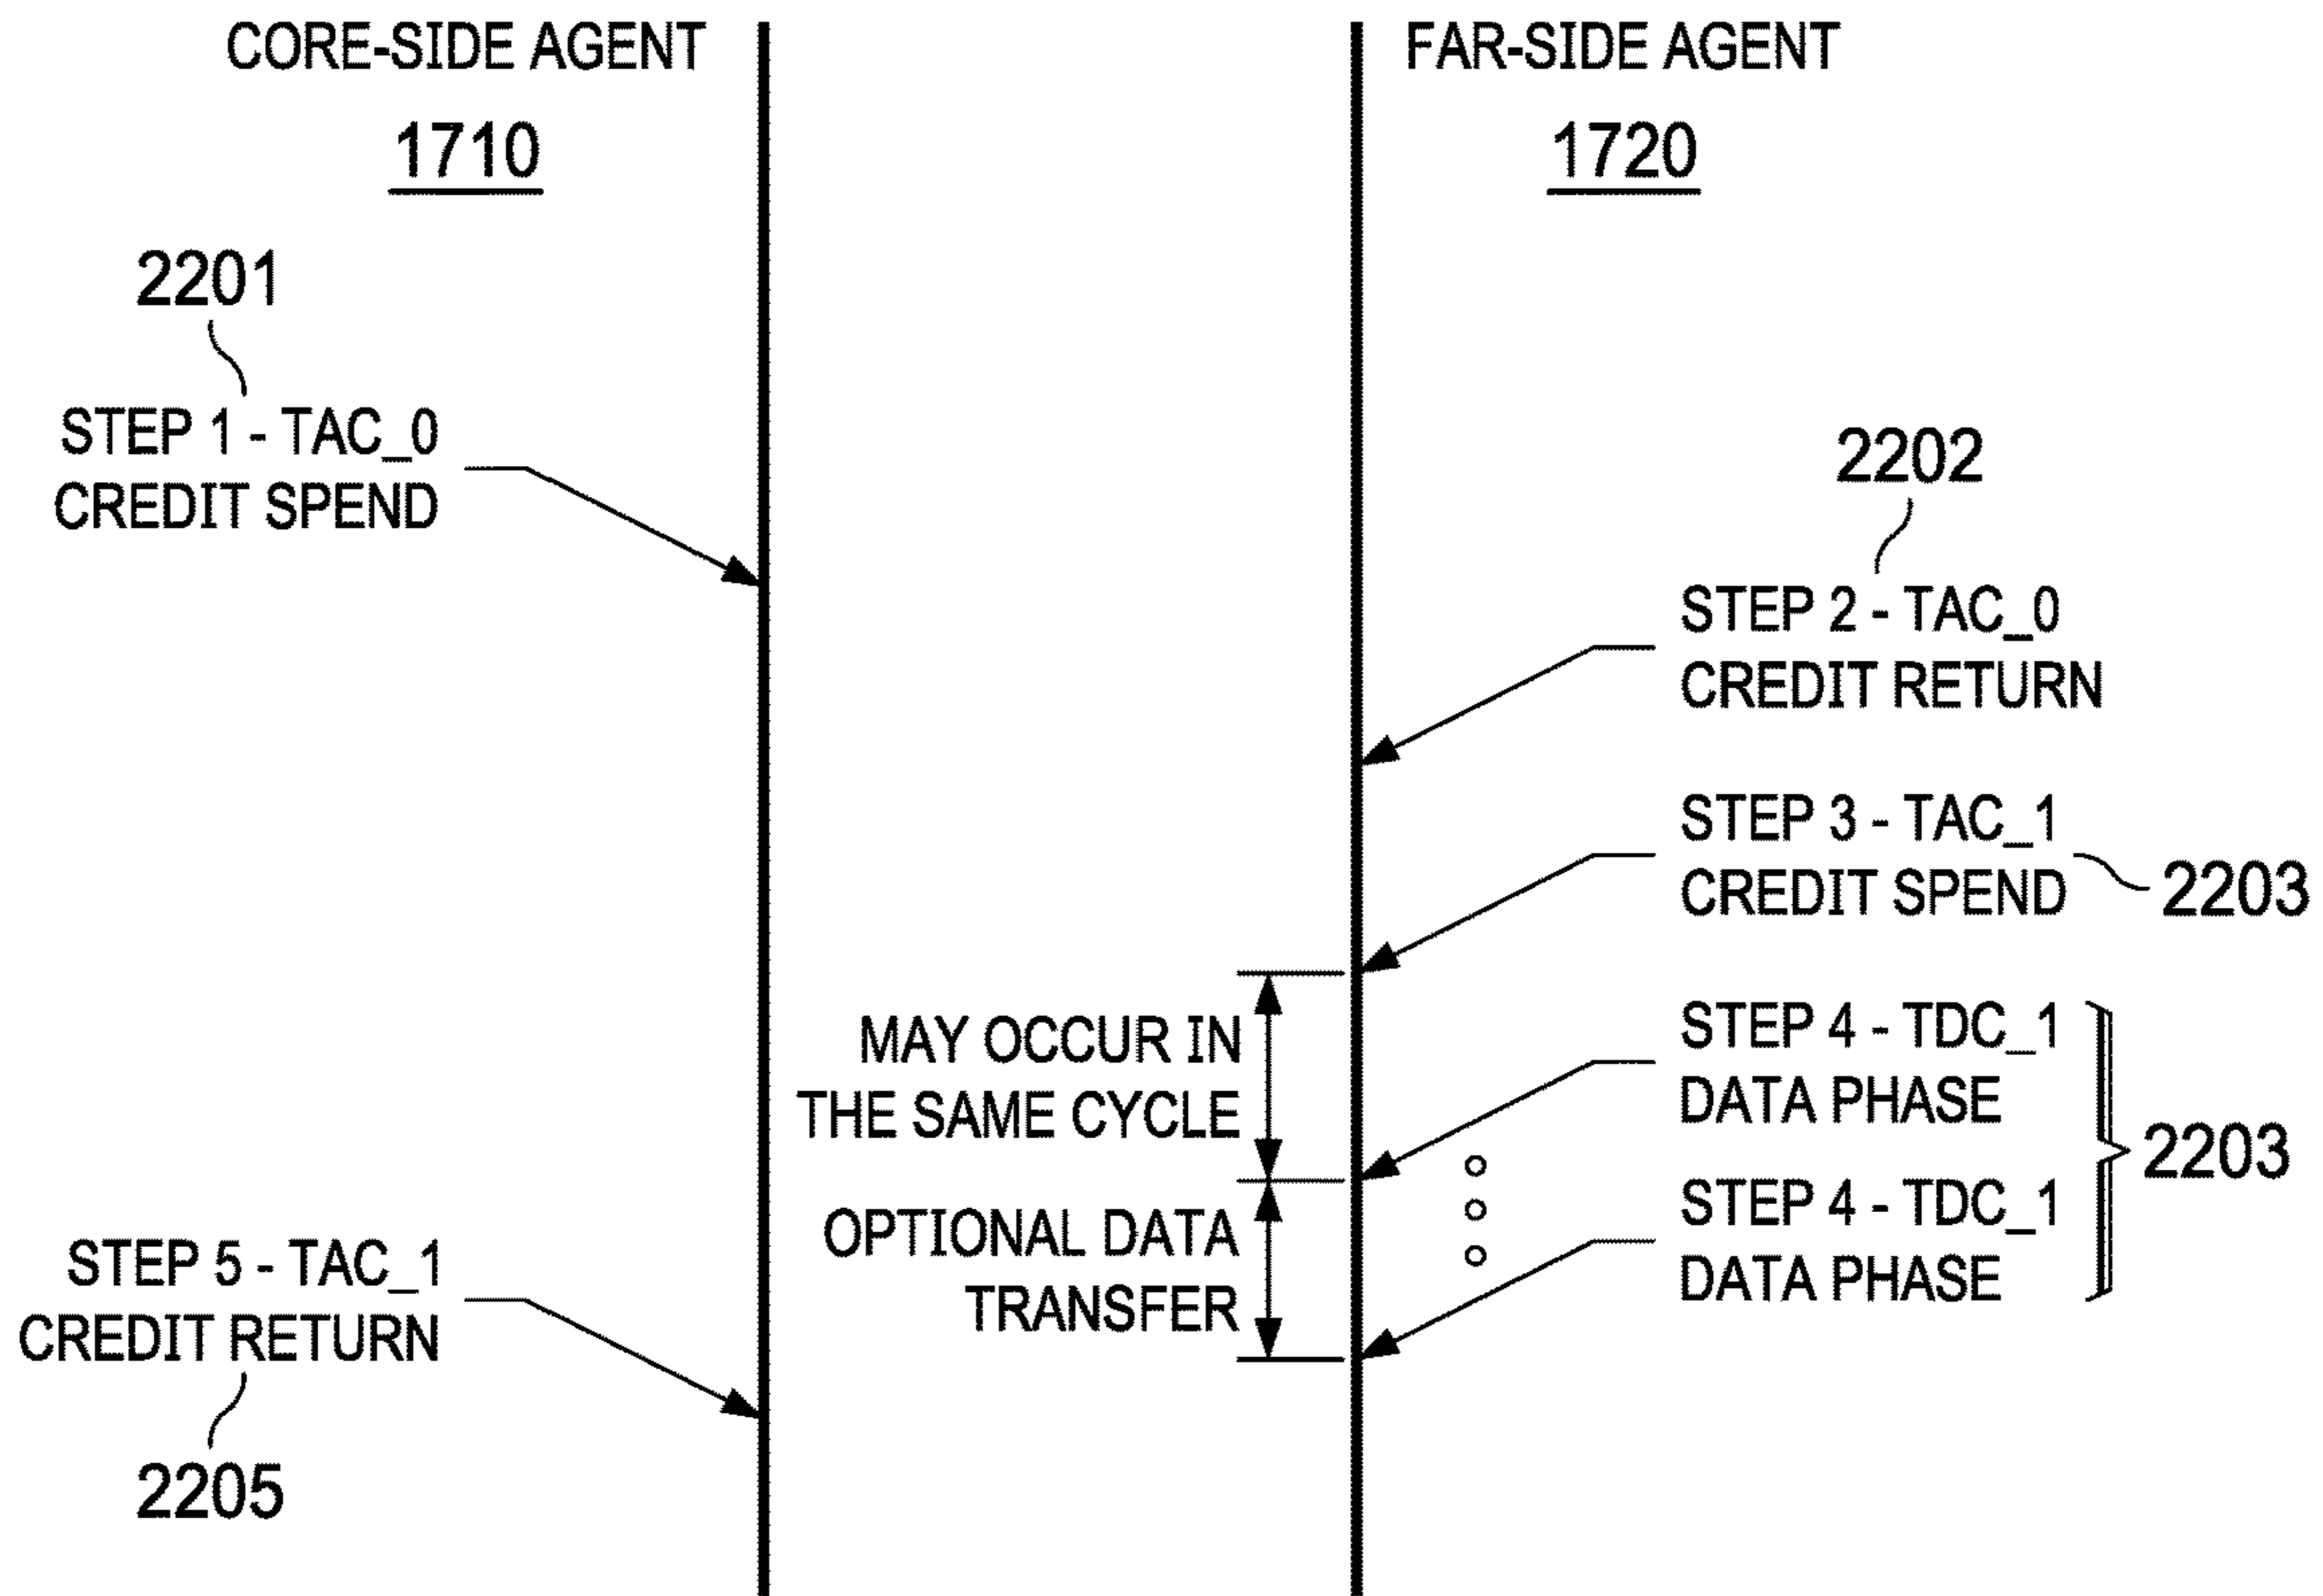 CORE-SIDE AGENT
1710
FAR-SIDE AGENT
1720
2201
STEP 1 - TAC_0
CREDIT SPEND
2202
STEP 2 - TAC_0
CREDIT RETURN
STEP 3 - TAC_1
CREDIT SPEND
2203
MAY OCCUR IN
THE SAME CYCLE
STEP 4 - TDC_1
DATA PHASE
2203
OPTIONAL DATA
TRANSFER
STEP 4 - TDC_1
DATA PHASE
STEP 5 - TAC_1
CREDIT RETURN
2205